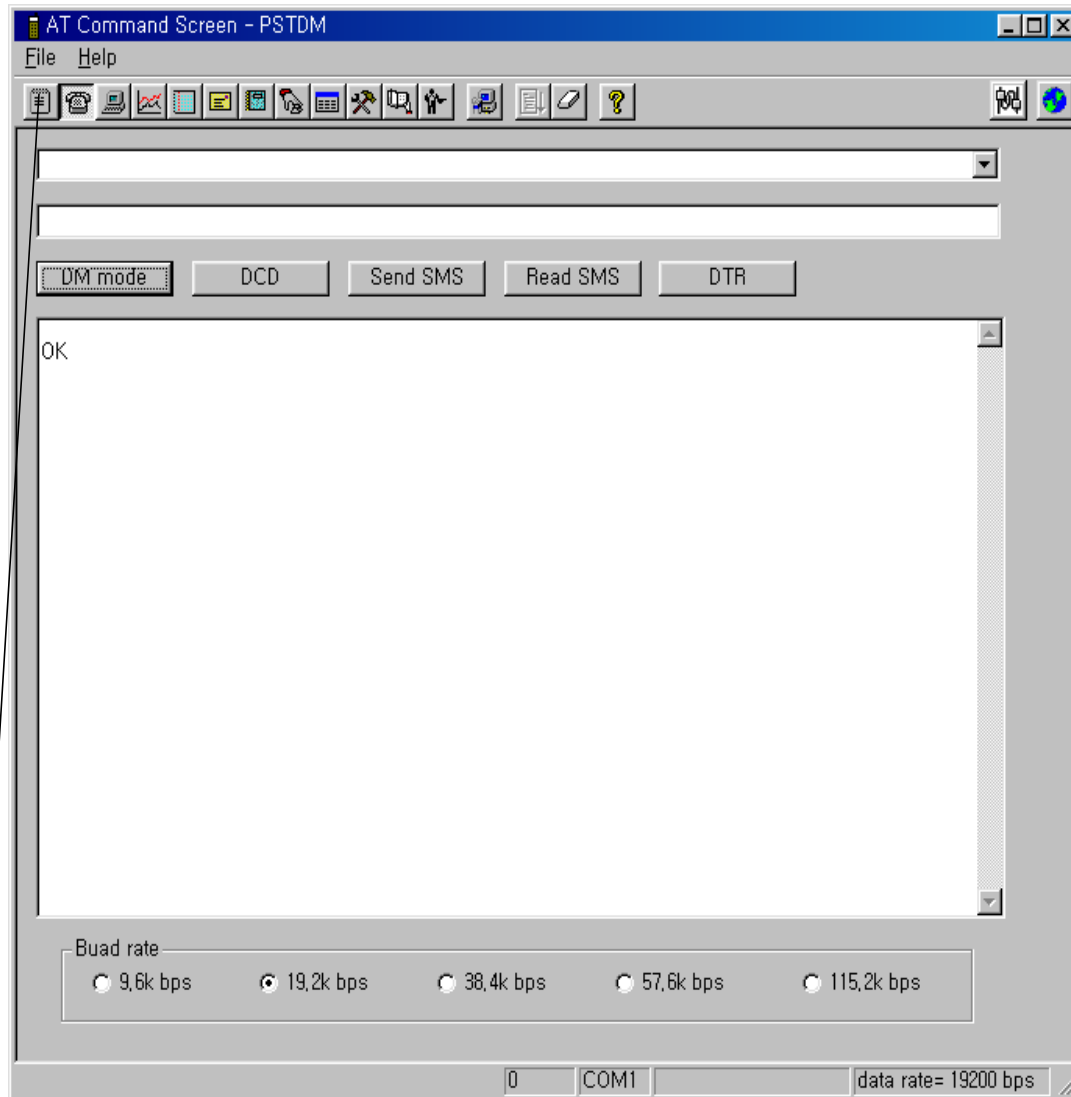 AT Command Screen - PSTDM
File Help
DM mode DCD Send SMS Read SMS DTR
OK
Buad rate
9,6k bps 19,2k bps 38,4k bps 57,6k bps 115,2k bps
0 COM1 data rate= 19200 bps